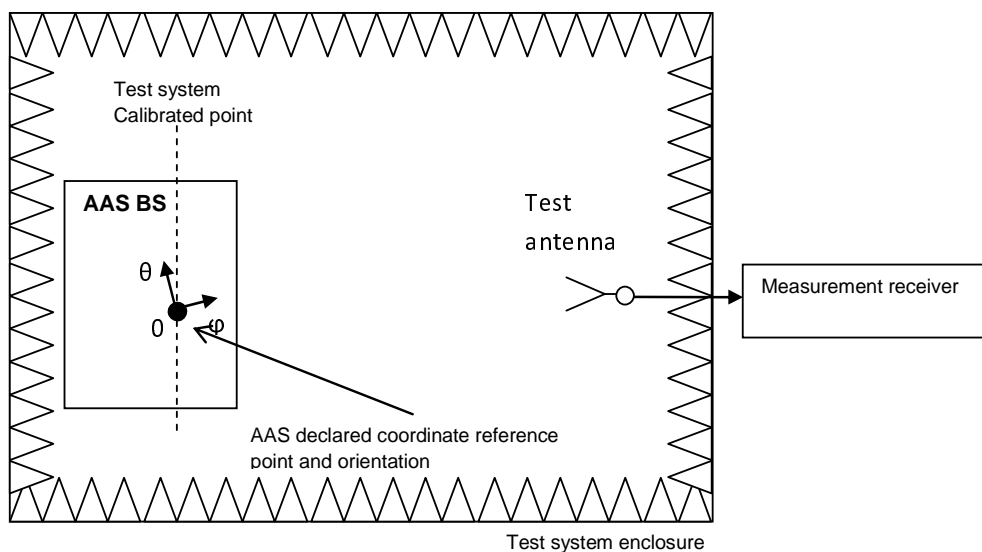 Test system
Calibrated point
AAS BS
Test
antenna
θ
Measurement receiver
0
φ
AAS declared coordinate reference
point and orientation
Test system enclosure